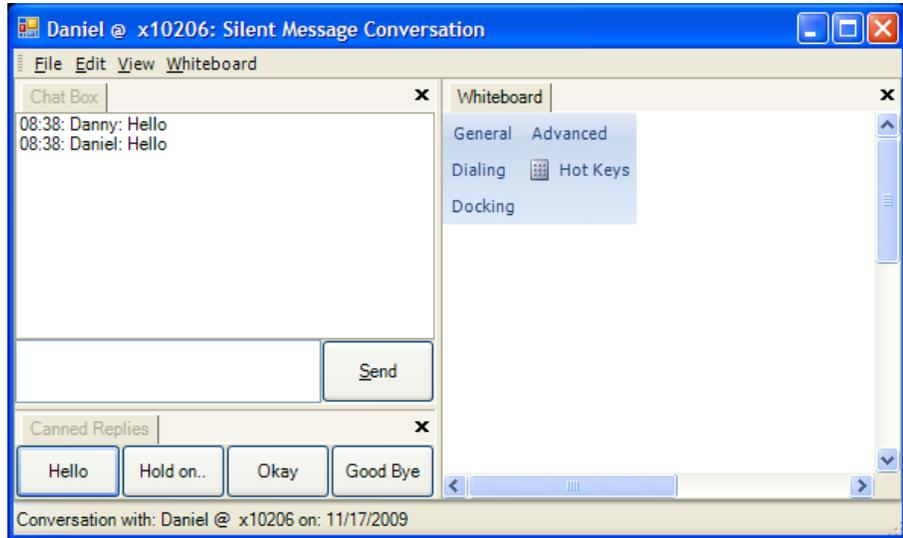 Daniel @  x10206: Silent Message Conversation
File Edit View Whiteboard
Chat Box
08:38: Danny: Hello
08:38: Daniel: Hello
Send
Canned Replies
Hello Hold on.. Okay Good Bye
Whiteboard
General Advanced
Dialing Hot Keys
Docking
Conversation with: Daniel @  x10206 on: 11/17/2009